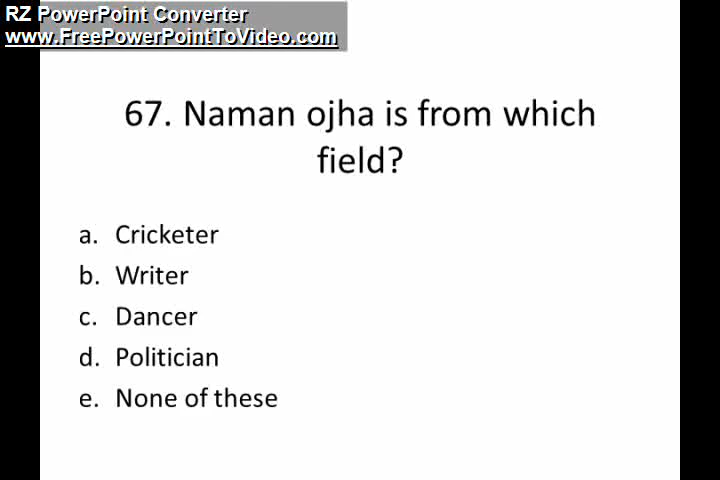 RZ PowerPoint Converter
www.FreePowerPointToVideo.com
67. Naman ojha is from which
field?
a. Cricketer
b. Writer
c. Dancer
d. Politician
e. None of these